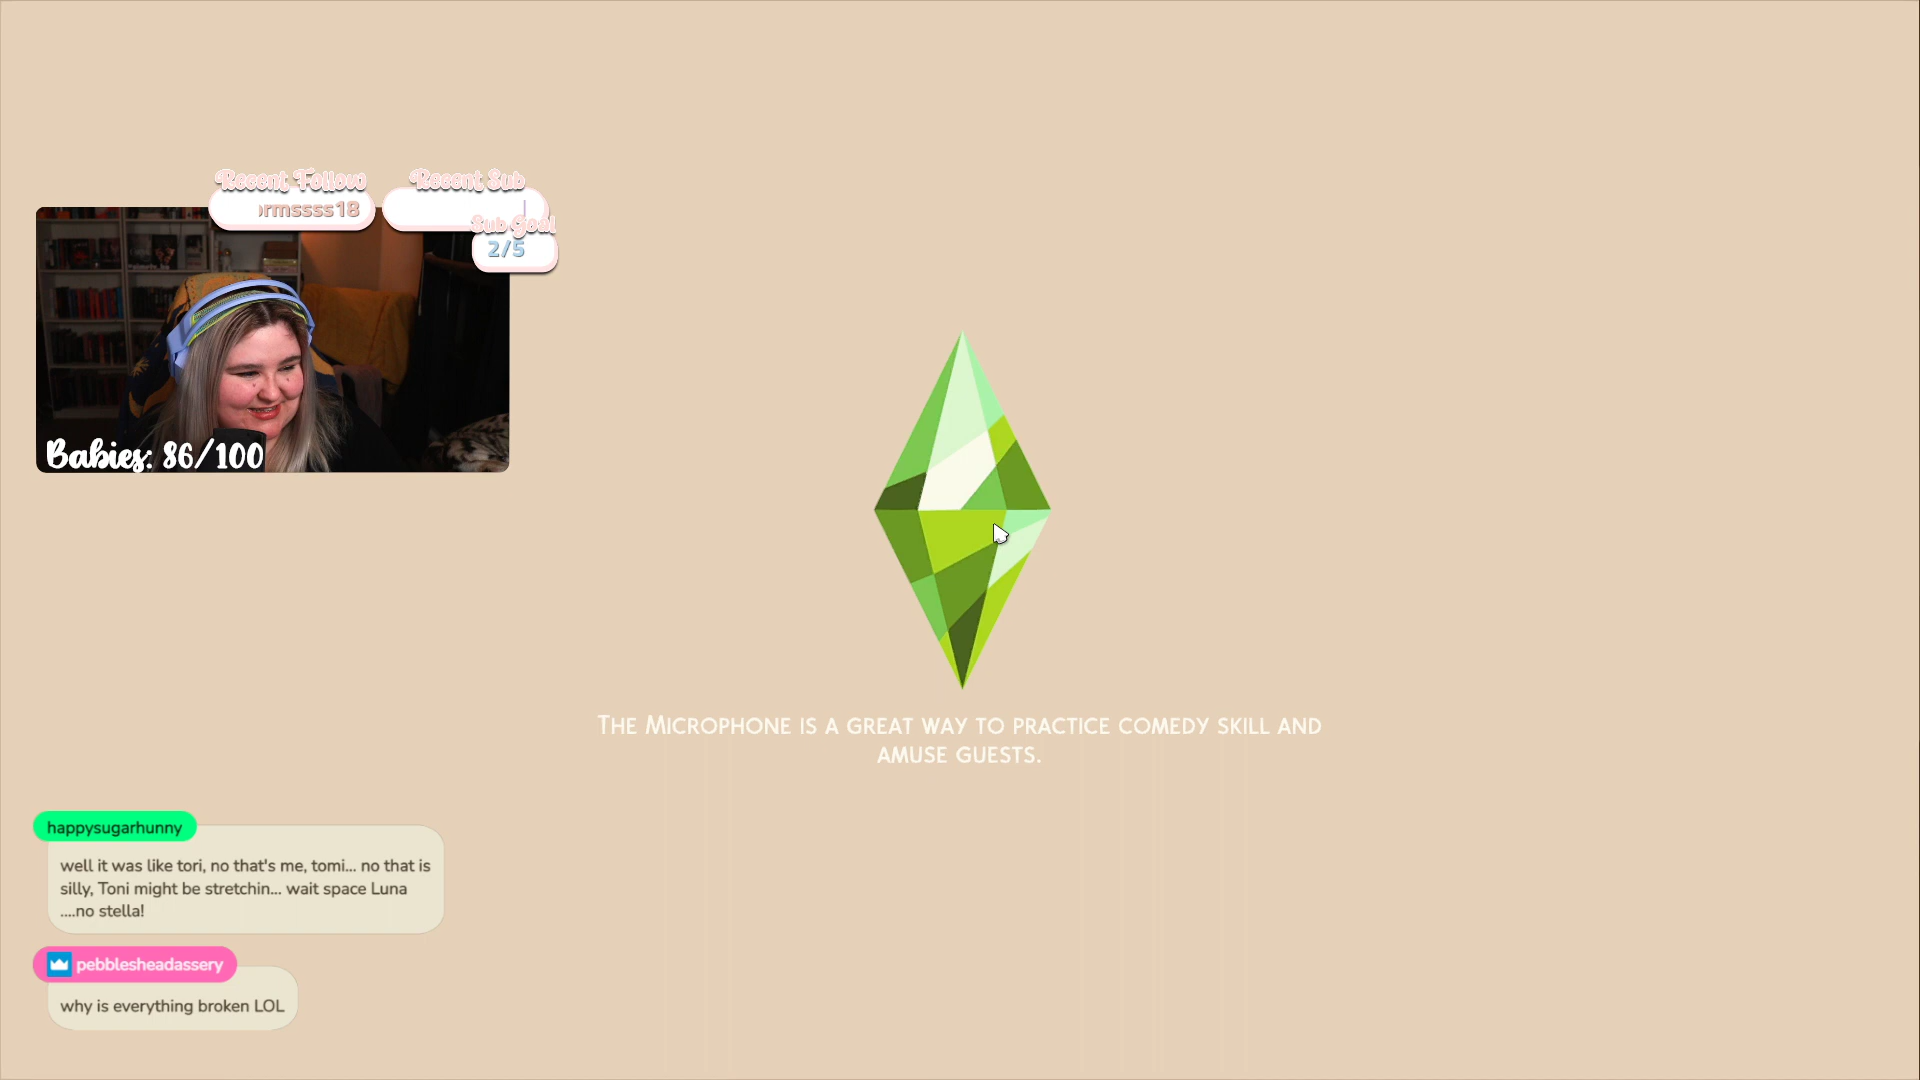 Recent Follow
Recent Sub
rmssss18
Sub Goal
2/5
Babies: 86/100
The Microphone is a great way to practice comedy skill and
amuse guests.
happysugarhunny
well it was like tori, no that's me, tomi... no that is
silly, Toni might be stretchin... wait space Luna
....no stella!
pebblesheadassery
why is everything broken LOL